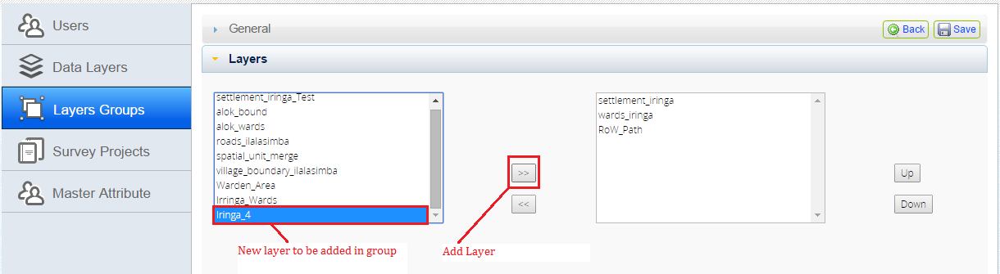 Users
Data Layers
Layers Groups
Survey Projects
Master Attribute
General
Back
Save
Layers
settlement_iringa_Test
alok_bound
alok_wards
roads_ilalasimba
spatial_unit_merge
village_boundary_ilalasimba
Warden_Area
Irringa_Wards
Iringa_4
>>
<<
settlement_iringa
wards_iringa
RoW_Path
Up
Down
New layer to be added in group
Add Layer